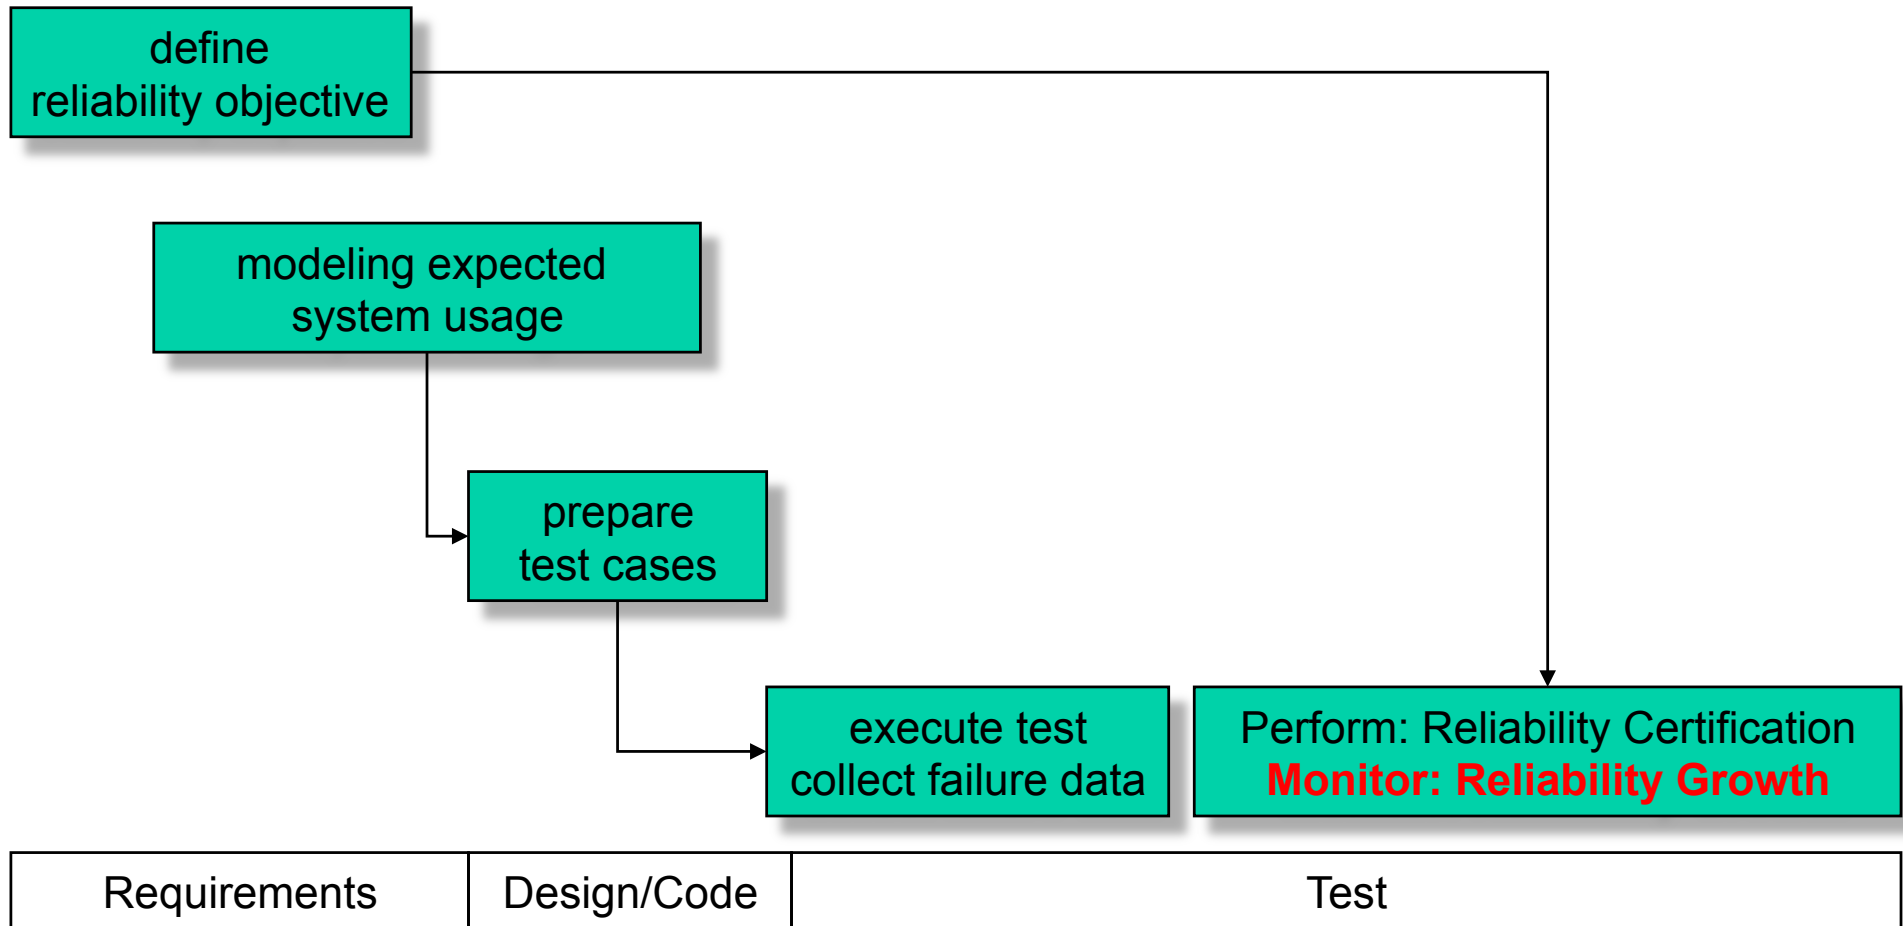 define
reliability objective
modeling expected
system usage
prepare
test cases
execute test
collect failure data
Perform: Reliability Certification
Monitor: Reliability Growth
Requirements
Design/Code
Test